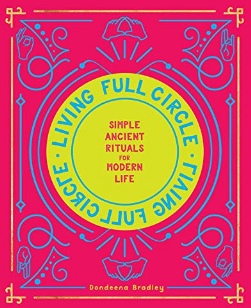 LIVING FULL CIRCLE · LIVING FULL CIRCLE ·
SIMPLE
ANCIENT
RITUALS
FOR
MODERN
LIFE
Dondeena Bradley